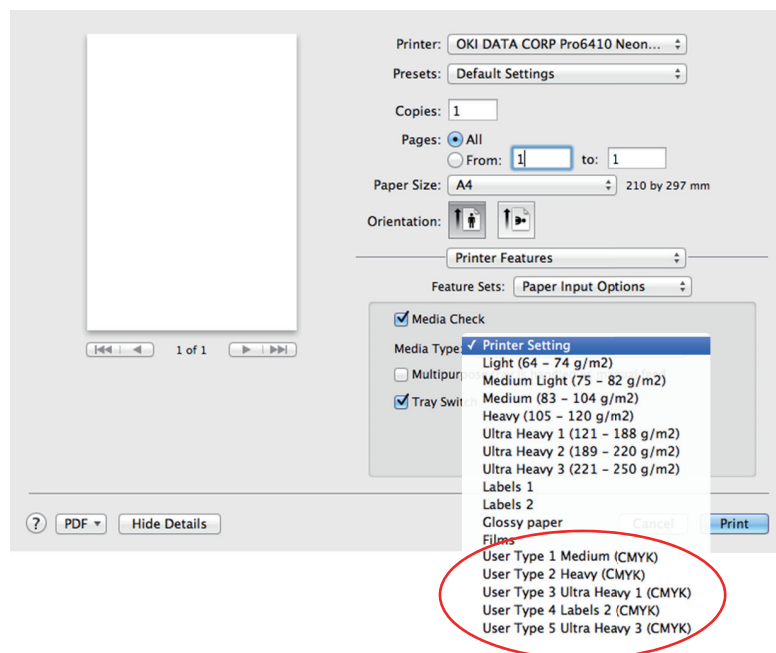 Printer: OKI DATA CORP Pro6410 Neon...
Presets: Default Settings
Copies: 1
Pages: All
From: 1 to: 1
Paper Size: A4 210 by 297 mm
Orientation:
Printer Features
Feature Sets: Paper Input Options
Media Check
1 of 1
Media Type: ✓ Printer Setting
Light (64 – 74 g/m2)
Medium Light (75 – 82 g/m2)
Medium (83 – 104 g/m2)
Heavy (105 – 120 g/m2)
Ultra Heavy 1 (121 – 188 g/m2)
Ultra Heavy 2 (189 – 220 g/m2)
Ultra Heavy 3 (221 – 250 g/m2)
Labels 1
Labels 2
Glossy paper
Films
User Type 1 Medium (CMYK)
User Type 2 Heavy (CMYK)
User Type 3 Ultra Heavy 1 (CMYK)
User Type 4 Labels 2 (CMYK)
User Type 5 Ultra Heavy 3 (CMYK)
Tray
? PDF Hide Details Cancel Print